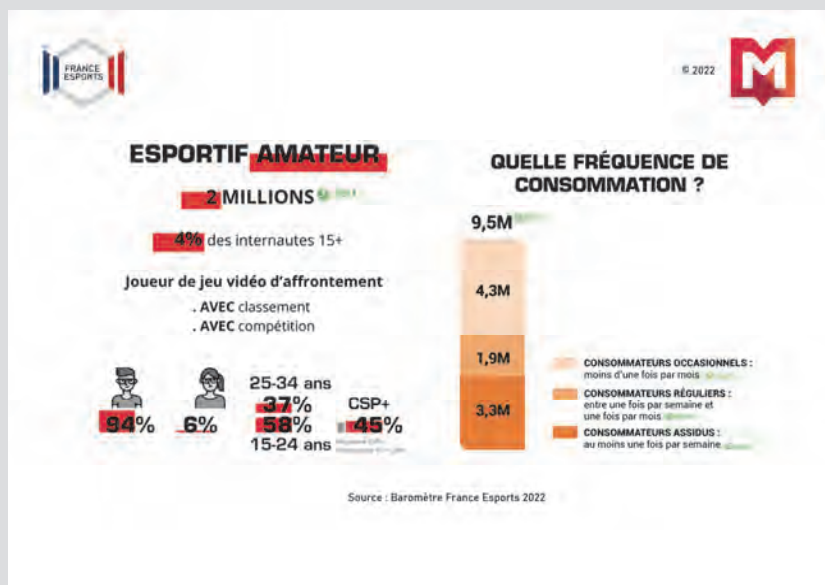 FRANCE
ESPORTS
© 2022
M
ESPORTIF AMATEUR
2 MILLIONS
4% des internautes 15+
Joueur de jeu vidéo d'affrontement
. AVEC classement
. AVEC compétition
94%
6%
25-34 ans
37%
58%
15-24 ans
CSP+
45%
QUELLE FRÉQUENCE DE
CONSOMMATION ?
9,5M
4,3M
1,9M
3,3M
CONSOMMATEURS OCCASIONNELS :
moins d'une fois par mois
CONSOMMATEURS RÉGULIERS :
entre une fois par semaine et
une fois par mois
CONSOMMATEURS ASSIDUS :
au moins une fois par semaine
Source : Baromètre France Esports 2022